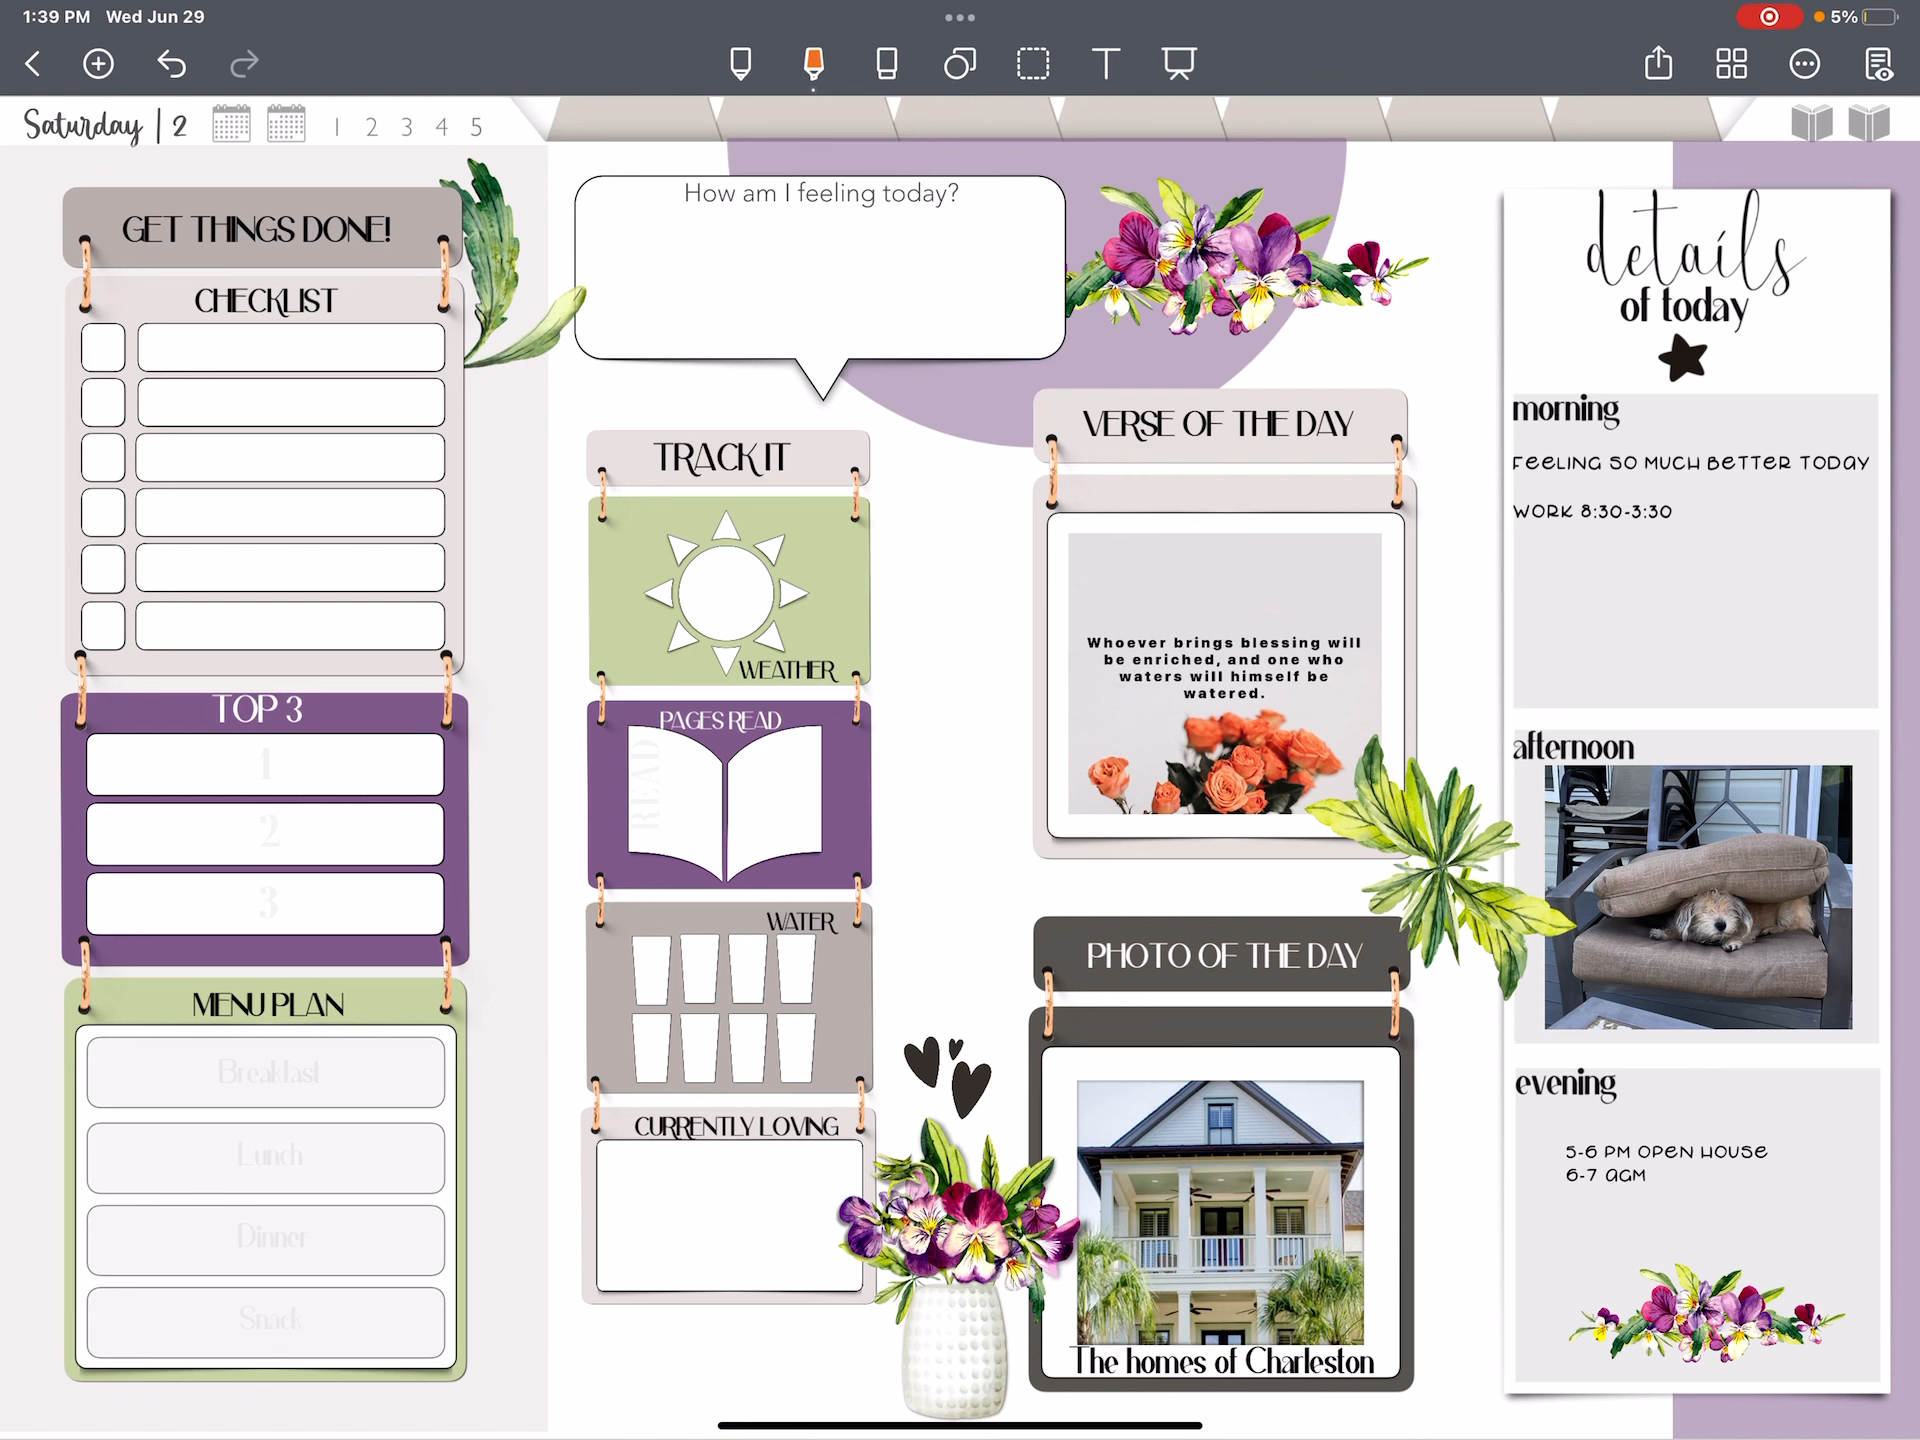 1:39 PM Wed Jun 29
5%
Saturday | 2
1 2 3 4 5
GET THINGS DONE!
CHECKLIST
TOP 3
1
2
3
MENU PLAN
Breakfast
Lunch
Dinner
Snack
How am I feeling today?
TRACK IT
WEATHER
PAGES READ
READ
WATER
CURRENTLY LOVING
VERSE OF THE DAY
Whoever brings blessing will
be enriched, and one who
waters will himself be
watered.
PHOTO OF THE DAY
The homes of Charleston
details
of today
morning
FEELING SO MUCH BETTER TODAY
WORK 8:30-3:30
afternoon
evening
5-6 PM OPEN HOUSE
6-7 AGM